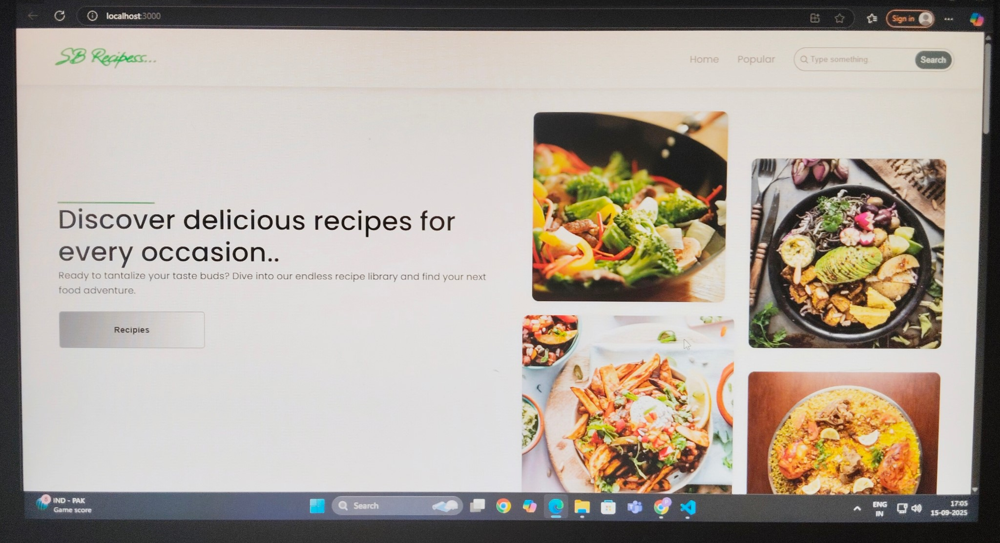 localhost:3000
Sign in
SB Recipess...
Home
Popular
Type something..
Search
Discover delicious recipes for
every occasion..
Ready to tantalize your taste buds? Dive into our endless recipe library and find your next
food adventure.
Recipies
8
IND - PAK
Game score
Search
P
ENG
IN
17:05
15-09-2025